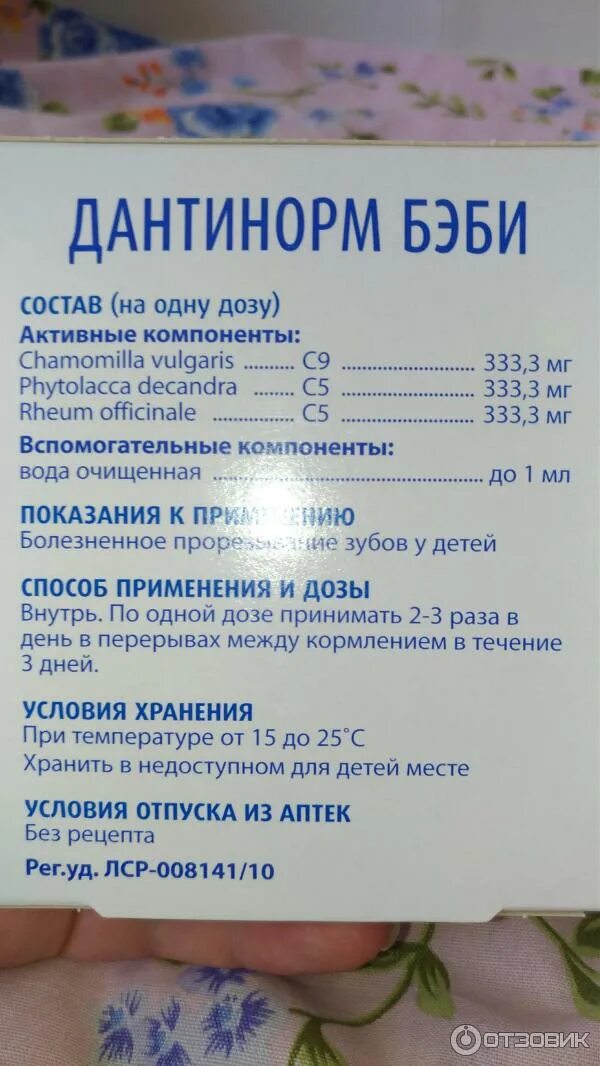 ДАНТИНОРМ БЭБИ
СОСТАВ (на одну дозу)
Активные компоненты:
Chamomilla vulgaris .......... C9 ........................... 333,3 мг
Phytolacca decandra ........ C5 ........................... 333,3 мг
Rheum officinale ................ C5 ........................... 333,3 мг
Вспомогательные компоненты:
вода очищенная ...................................................... до 1 мл
ПОКАЗАНИЯ К ПРИМЕНЕНИЮ
Болезненное прорезывание зубов у детей
СПОСОБ ПРИМЕНЕНИЯ И ДОЗЫ
Внутрь. По одной дозе принимать 2-3 раза в
день в перерывах между кормлением в течение
3 дней.
УСЛОВИЯ ХРАНЕНИЯ
При температуре от 15 до 25°С
Хранить в недоступном для детей месте
УСЛОВИЯ ОТПУСКА ИЗ АПТЕК
Без рецепта
Рег.уд. ЛСР-008141/10
ОТЗОВИК